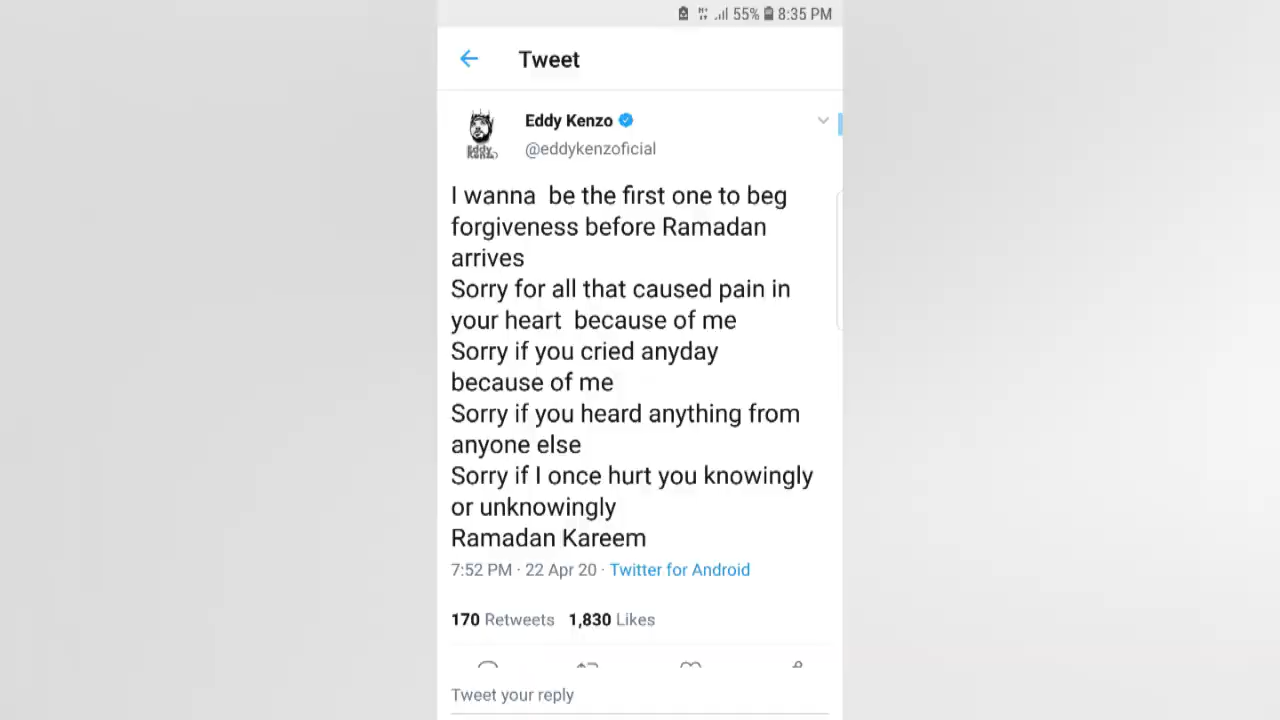 55% 8:35 PM
Tweet
Eddy Kenzo
@eddykenzoficial
Eddy
Kenzo
I wanna be the first one to beg
forgiveness before Ramadan
arrives
Sorry for all that caused pain in
your heart because of me
Sorry if you cried anyday
because of me
Sorry if you heard anything from
anyone else
Sorry if I once hurt you knowingly
or unknowingly
Ramadan Kareem
7:52 PM · 22 Apr 20 · Twitter for Android
170 Retweets 1,830 Likes
Tweet your reply